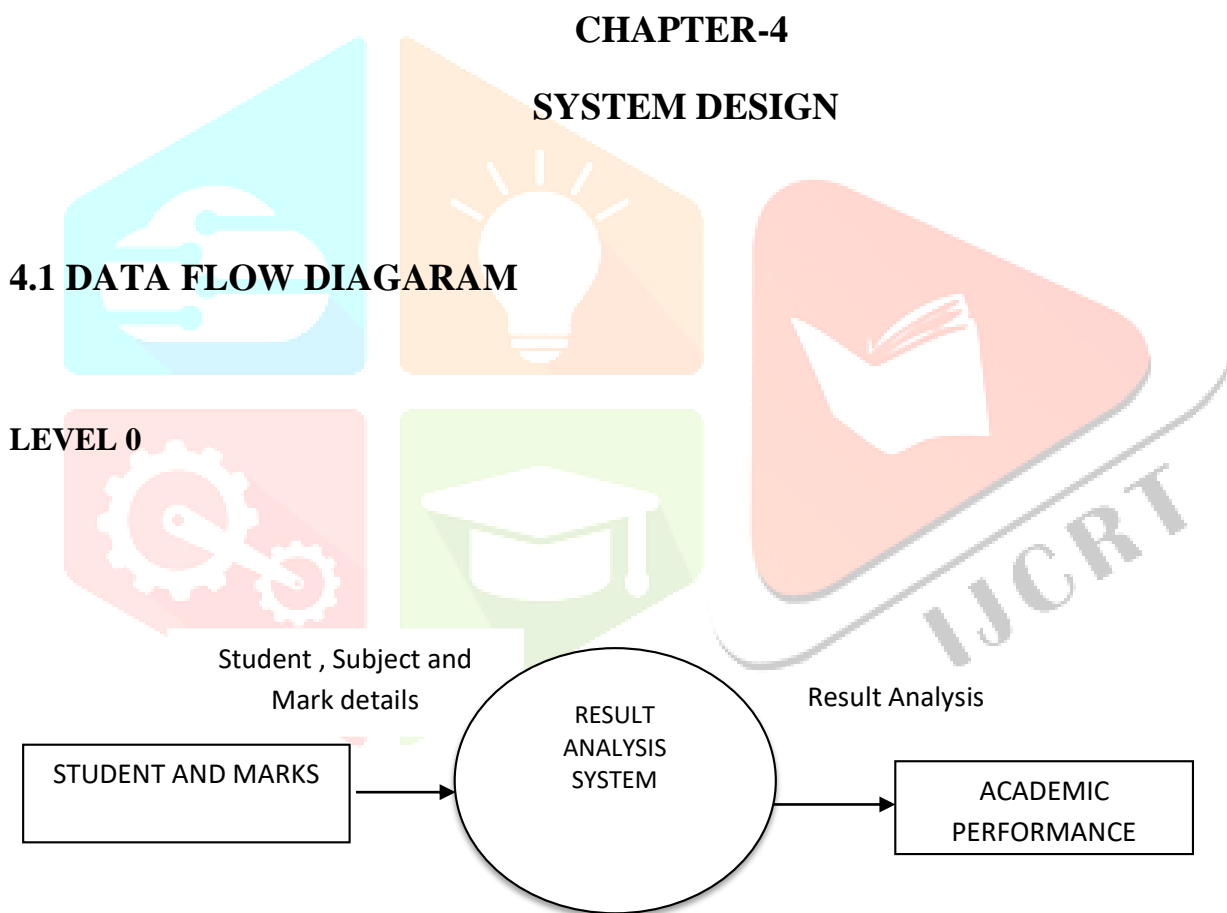 CHAPTER-4
SYSTEM DESIGN
4.1 DATA FLOW DIAGARAM
LEVEL 0
IJCRT
Student , Subject and
Mark details
Result Analysis
RESULT
ANALYSIS
SYSTEM
STUDENT AND MARKS
ACADEMIC
PERFORMANCE